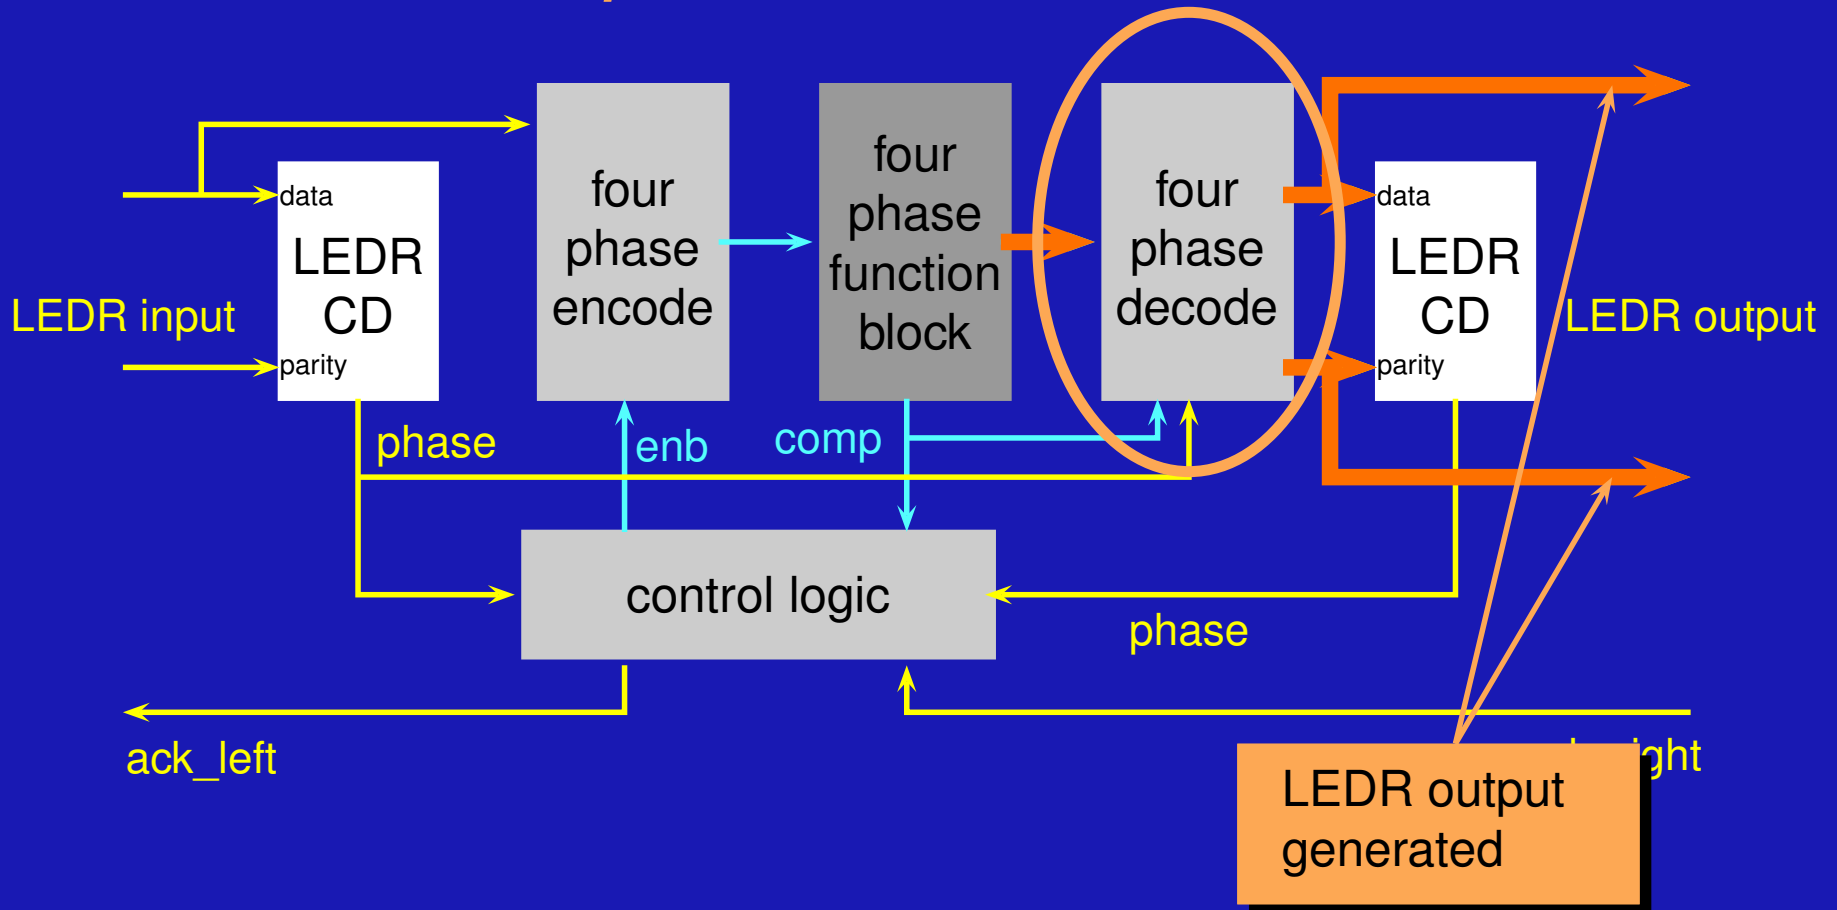 data
LEDR
CD
parity
LEDR input
four
phase
encode
four
phase
function
block
four
phase
decode
data
LEDR
CD
parity
LEDR output
phase
enb
comp
control logic
phase
ack_left
LEDR output
generated